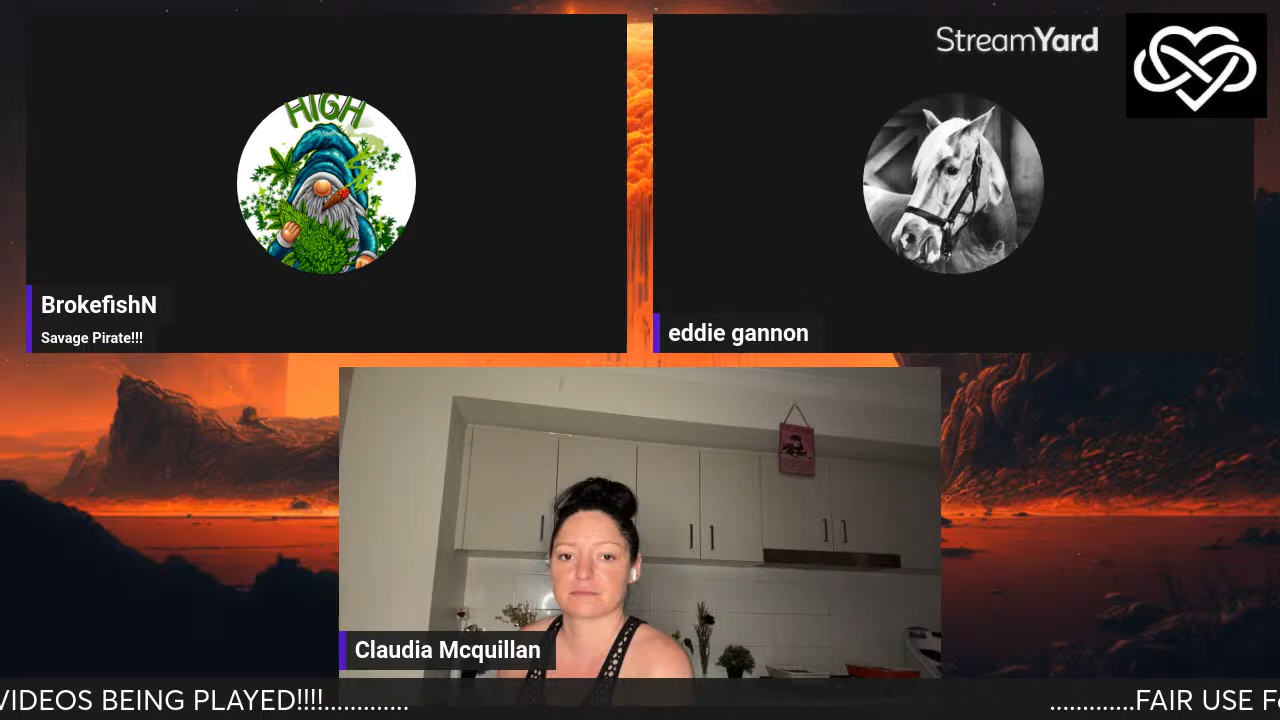 HIGH
StreamYard
BrokefishN
Savage Pirate!!!
eddie gannon
Claudia Mcquillan
VIDEOS BEING PLAYED!!!!.............
.............FAIR USE F